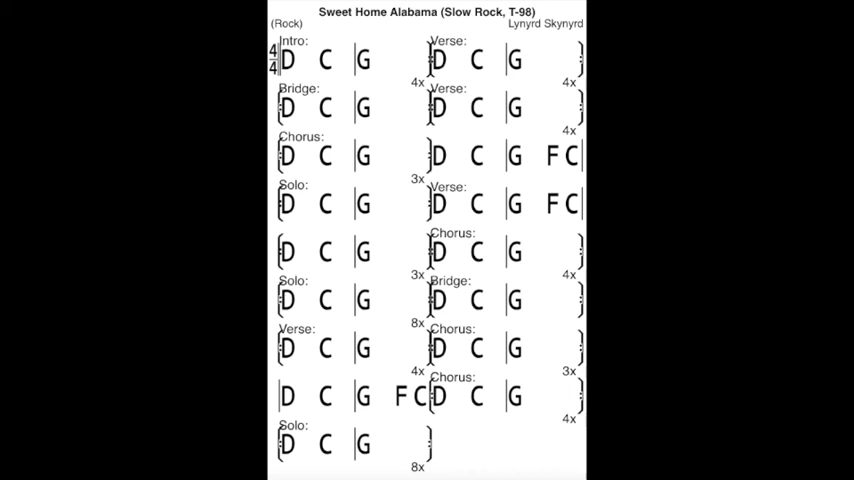 Sweet Home Alabama (Slow Rock, T-98)
(Rock) Lynyrd Skynyrd
Intro: Verse:
4/4 D C G D C G
4x 4x
Bridge: Verse:
D C G D C G
4x
Chorus:
D C G D C G F C
3x
Solo: Verse:
D C G D C G F C
Chorus:
D C G D C G
3x 4x
Solo: Bridge:
D C G D C G
8x
Verse: Chorus:
D C G D C G
4x 3x
Chorus:
D C G F C D C G
4x
Solo:
D C G
8x